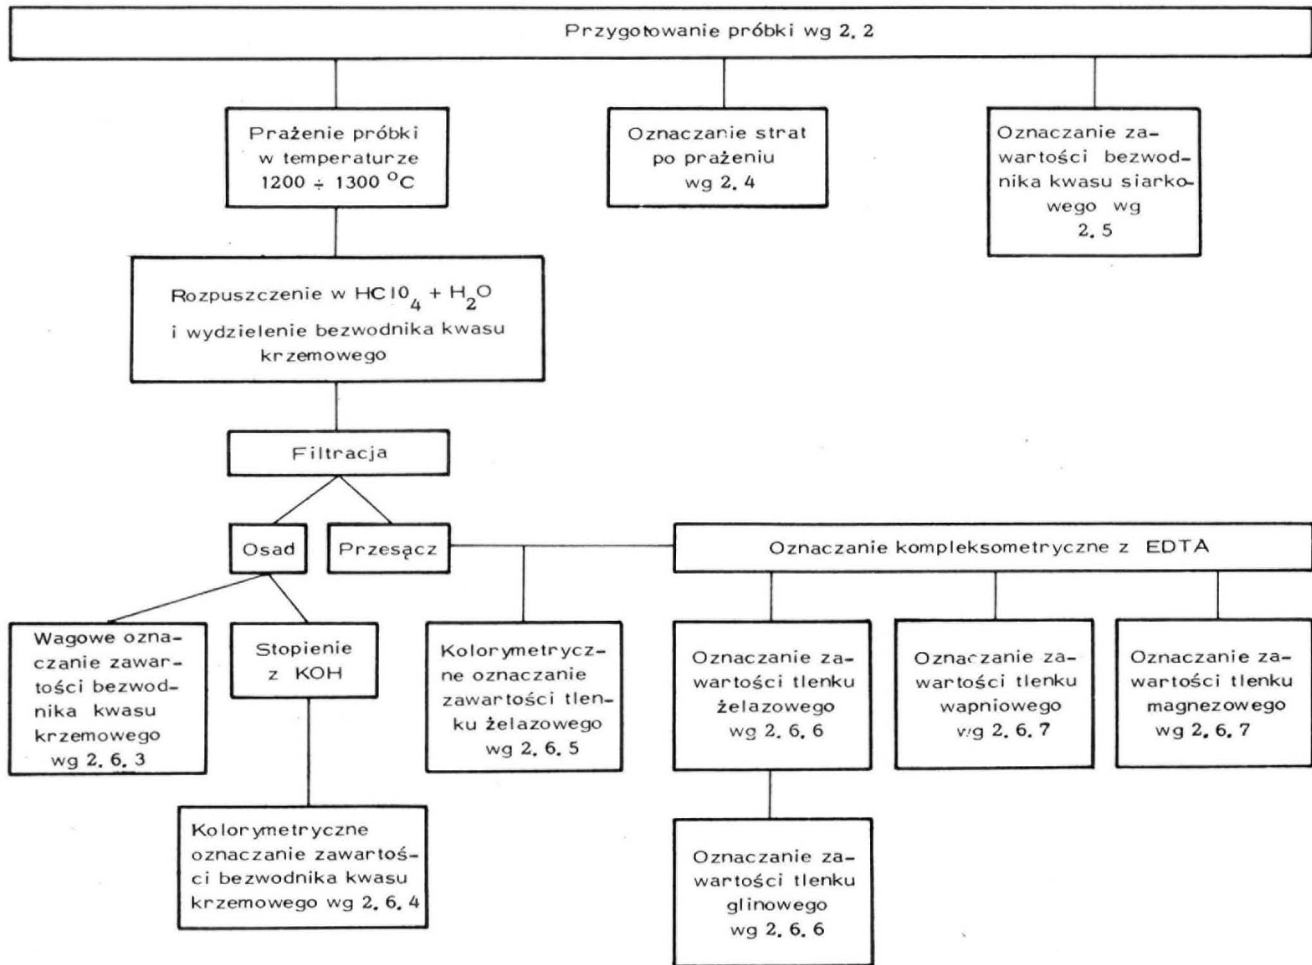 Przygotowanie próbki wg 2.2
Prażenie próbki
w temperaturze
1200 ÷ 1300 °C
Oznaczanie strat
po prażeniu
wg 2.4
Oznaczanie za-
wartości bezwod-
nika kwasu siarko-
wego wg
2.5
Rozpuszczenie w HClO₄ + H₂O
i wydzielenie bezwodnika kwasu
krzemowego
Filtracja
Osad
Przesącz
Oznaczanie kompleksometryczne z EDTA
Wagowe ozna-
czanie zawar-
tości bezwod-
nika kwasu
krzemowego
wg 2.6.3
Stopienie
z KOH
Kolorymetrycz-
ne oznaczanie
zawartości tlen-
ku żelazowego
wg 2.6.5
Oznaczanie za-
wartości tlenku
żelazowego
wg 2.6.6
Oznaczanie za-
wartości tlenku
wapniowego
wg 2.6.7
Oznaczanie za-
wartości tlenku
magnezowego
wg 2.6.7
Kolorymetryczne
oznaczanie zawartoś-
ci bezwodnika kwasu
krzemowego wg 2.6.4
Oznaczanie za-
wartości tlenku
glinowego
wg 2.6.6